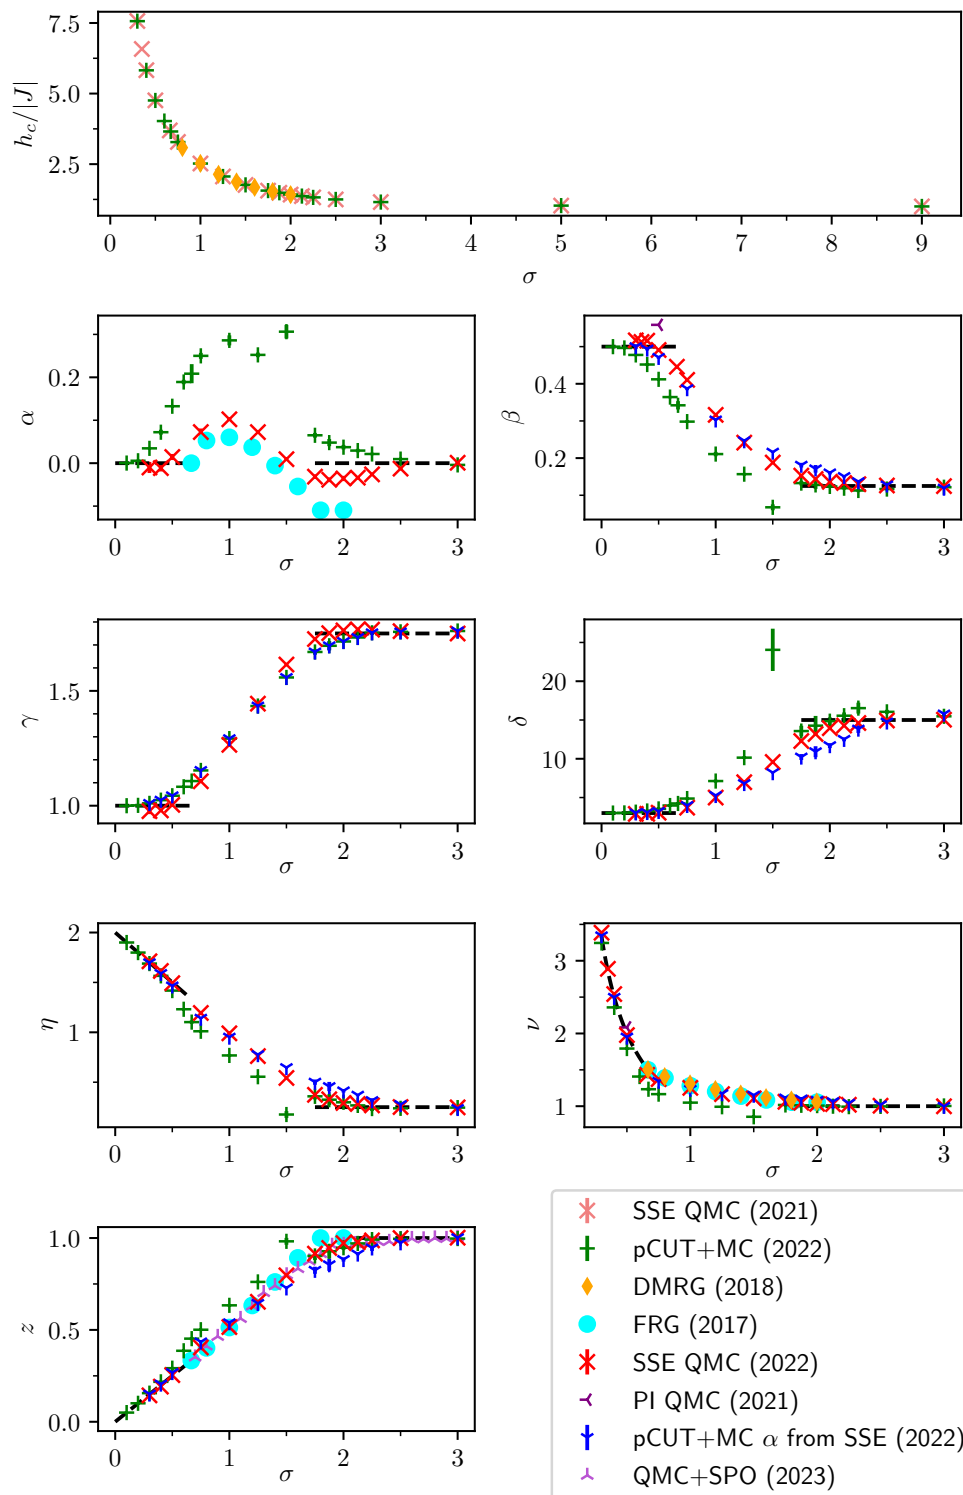 7.5
5.0
2.5
h_c/|J|
0 1 2 3 4 5 6 7 8 9
σ
0.2
0.0
α
0 1 2 3
σ
0.4
0.2
β
0 1 2 3
σ
1.5
1.0
γ
0 1 2 3
σ
20
10
δ
0 1 2 3
σ
2
1
η
0 1 2 3
σ
3
2
1
ν
1 2 3
σ
1.0
0.5
0.0
z
0 1 2 3
σ
SSE QMC (2021)
pCUT+MC (2022)
DMRG (2018)
FRG (2017)
SSE QMC (2022)
PI QMC (2021)
pCUT+MC α from SSE (2022)
QMC+SPO (2023)